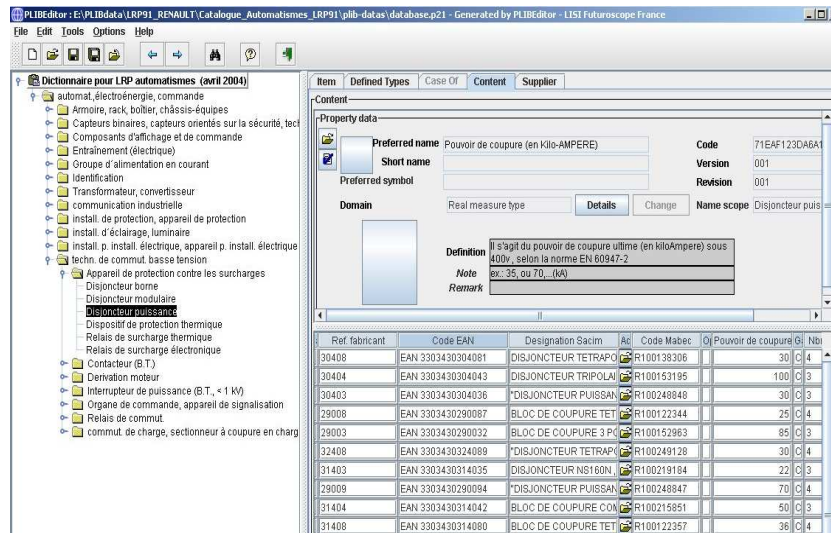 PLIBEditor : E:\PLIBdata\LRP91_RENAULT\Catalogue_Automatismes_LRP91\plib-datas\database.p21 - Generated by PLIBEditor - LISI Futuroscope France
File Edit Tools Options Help
Dictionnaire pour LRP automatismes (avril 2004)
automat.,électroénergie, commande
Armoire, rack, boîtier, châssis-équipes
Capteurs binaires, capteurs orientés sur la sécurité, tech
Composants d'affichage et de commande
Entraînement (électrique)
Groupe d´alimentation en courant
Identification
Transformateur, convertisseur
communication industrielle
install. de protection, appareil de protection
install. d´éclairage, luminaire
install. p. install. électrique, appareil p. install. électrique
techn. de commut. basse tension
Appareil de protection contre les surcharges
Disjoncteur borne
Disjoncteur modulaire
Disjoncteur puissance
Dispositif de protection thermique
Relais de surcharge thermique
Relais de surcharge électronique
Contacteur (B.T.)
Derivation moteur
Interrupteur de puissance (B.T., < 1 kV)
Organe de commande, appareil de signalisation
Relais de commut.
commut. de charge, sectionneur à coupure en charg
Item Defined Types Case Of Content Supplier
Content
Property data
Preferred name Pouvoir de coupure (en Kilo-AMPERE) Code 71EAF123DA6A1
Short name Version 001
Preferred symbol Revision 001
Domain Real measure type Details Change Name scope Disjoncteur puis
Definition Il s'agit du pouvoir de coupure ultime (en kiloAmpere) sous
400v , selon la norme EN 60947-2
Note ex.: 35, ou 70,...(kA)
Remark
Ref. fabricant Code EAN Designation Sacim Ac Code Mabec Pouvoir de coupure Nbr
30408 EAN 3303430304081 DISJONCTEUR TETRAPO R100138306 30 C 4
30404 EAN 3303430304043 DISJONCTEUR TRIPOLAI R100153195 100 C 3
30403 EAN 3303430304036 "DISJONCTEUR PUISSAN R100248848 30 C 3
29008 EAN 3303430290087 BLOC DE COUPURE TET R100122344 25 C 4
29003 EAN 3303430290032 BLOC DE COUPURE 3 PO R100152963 85 C 3
32408 EAN 3303430324089 "DISJONCTEUR TETRAPO R100249128 30 C 4
31403 EAN 3303430314035 DISJONCTEUR NS160N , R100219184 22 C 3
29009 EAN 3303430290094 "DISJONCTEUR PUISSAN R100248847 70 C 4
31404 EAN 3303430314042 BLOC DE COUPURE COM R100215851 50 C 3
31408 EAN 3303430314080 BLOC DE COUPURE TET R100122357 36 C 4